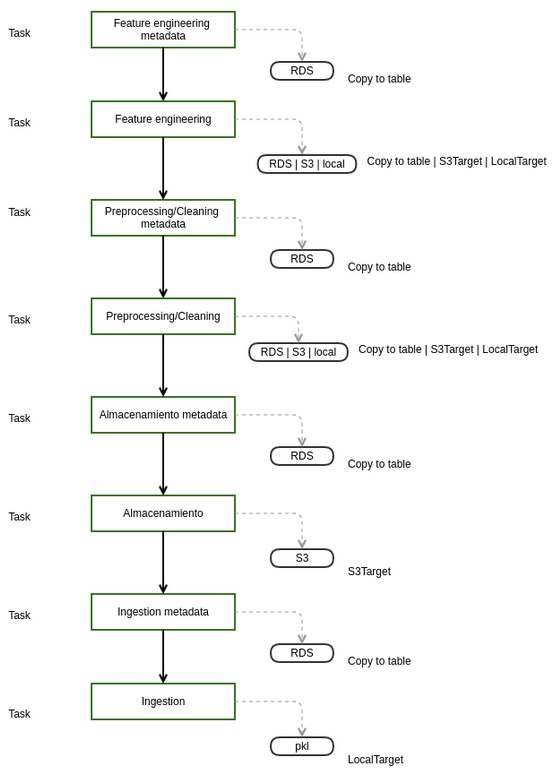 Task
Feature engineering
metadata
RDS
Copy to table
Task
Feature engineering
RDS | S3 | local
Copy to table | S3Target | LocalTarget
Task
Preprocessing/Cleaning
metadata
RDS
Copy to table
Task
Preprocessing/Cleaning
RDS | S3 | local
Copy to table | S3Target | LocalTarget
Task
Almacenamiento metadata
RDS
Copy to table
Task
Almacenamiento
S3
S3Target
Task
Ingestion metadata
RDS
Copy to table
Task
Ingestion
pkl
LocalTarget